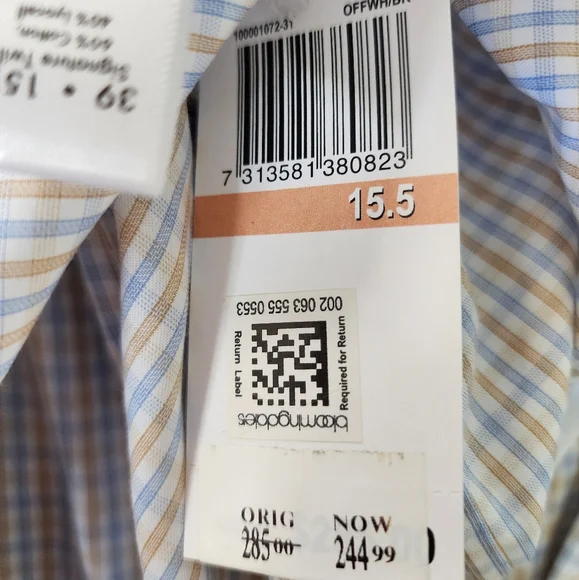 39 • 15
Signature Twill
60% Cotton,
40% Lyocell
100001072-31
OFFWH/BR
7 313581 380823
15.5
002 063 555 0553
Return Label
Required for Return
bloomingdale's
ORIG NOW
285 00 244 99